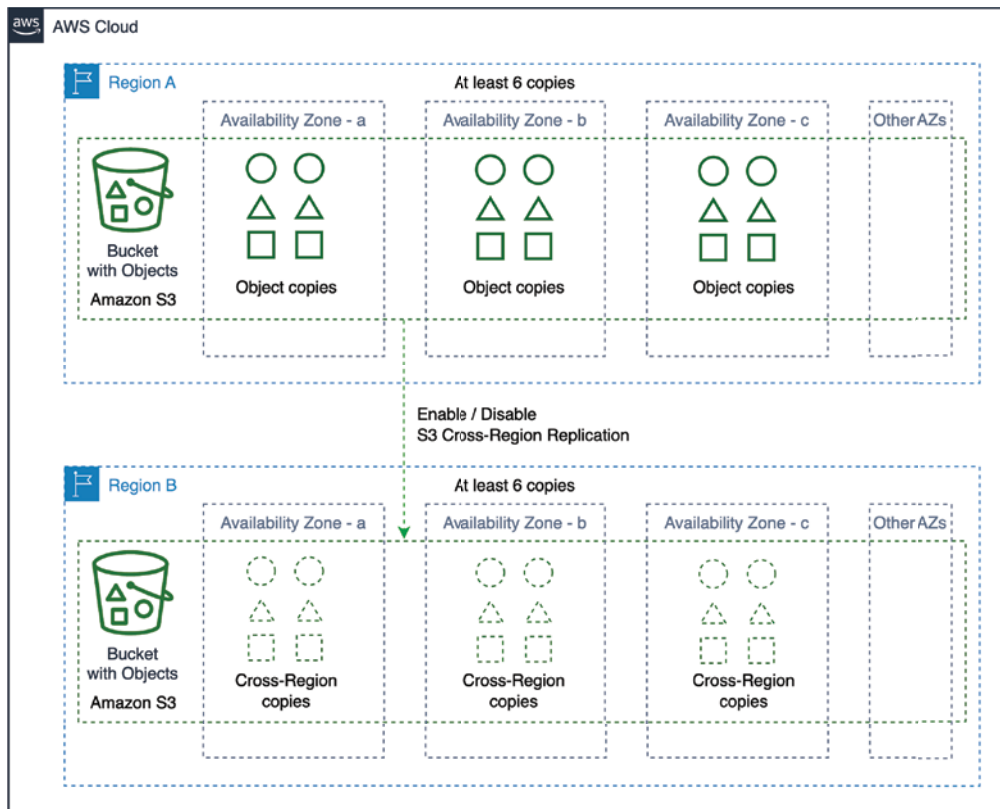 aws
AWS Cloud
Region A
At least 6 copies
Availability Zone - a
Availability Zone - b
Availability Zone - c
Other AZs
Bucket
with Objects
Amazon S3
Object copies
Object copies
Object copies
Enable / Disable
S3 Cross-Region Replication
Region B
At least 6 copies
Availability Zone - a
Availability Zone - b
Availability Zone - c
Other AZs
Bucket
with Objects
Amazon S3
Cross-Region
copies
Cross-Region
copies
Cross-Region
copies